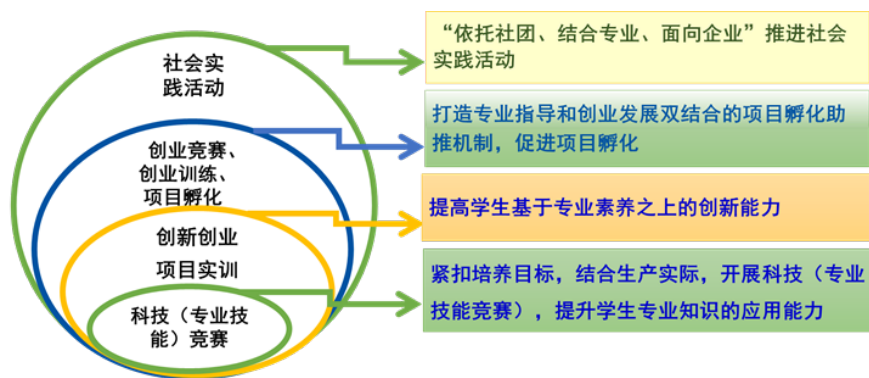 社会实
践活动
“依托社团、结合专业、面向企业”推进社会
实践活动
创业竞赛、
创业训练、
项目孵化
打造专业指导和创业发展双结合的项目孵化助
推机制，促进项目孵化
创新创业
项目实训
提高学生基于专业素养之上的创新能力
科技（专业技
能）竞赛
紧扣培养目标，结合生产实际，开展科技（专业
技能竞赛），提升学生专业知识的应用能力